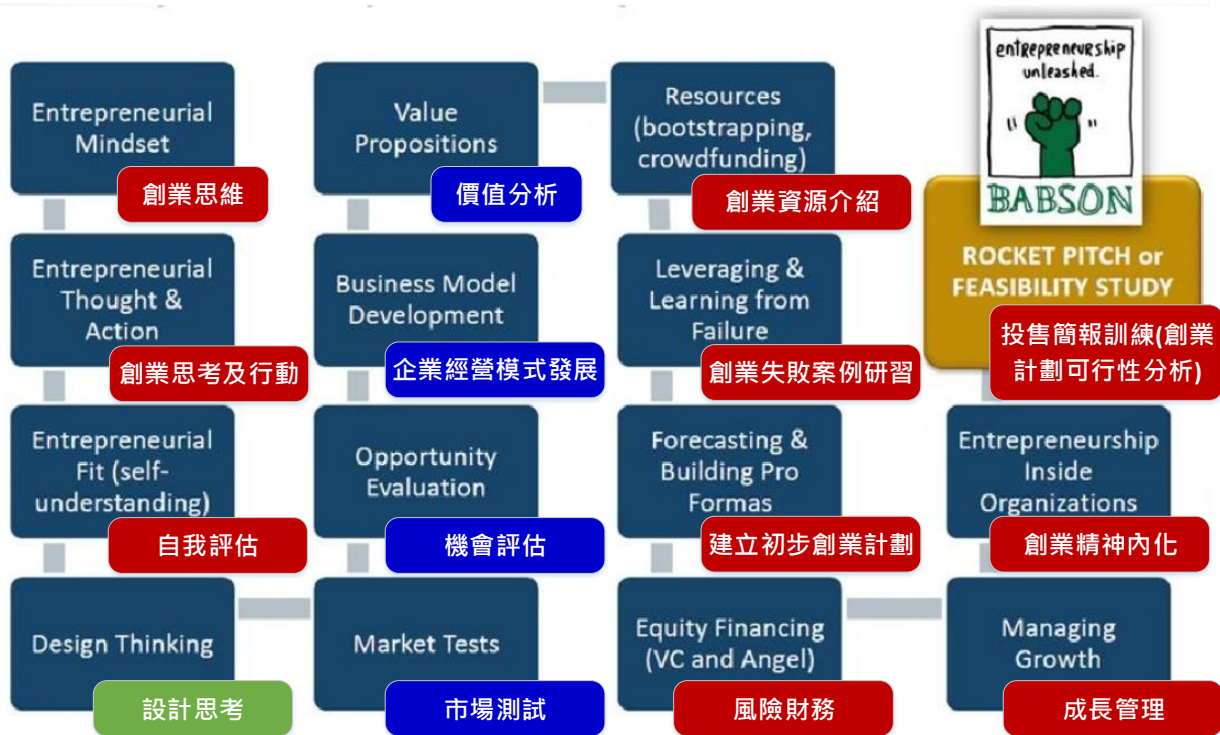 Entrepreneurial
Mindset
創業思維
Entrepreneurial
Thought &
Action
創業思考及行動
Entrepreneurial
Fit (self-
understanding)
自我評估
Design Thinking
設計思考
Market Tests
市場測試
Opportunity
Evaluation
機會評估
Business Model
Development
企業經營模式發展
Value
Propositions
價值分析
Resources
(bootstrapping,
crowdfunding)
創業資源介紹
Leveraging &
Learning from
Failure
創業失敗案例研習
Forecasting &
Building Pro
Formas
建立初步創業計劃
Equity Financing
(VC and Angel)
風險財務
Managing
Growth
成長管理
Entrepreneurship
Inside
Organizations
創業精神內化
entrepreneurship
unleashed.
BABSON
ROCKET PITCH or
FEASIBILITY STUDY
投售簡報訓練(創業
計劃可行性分析)